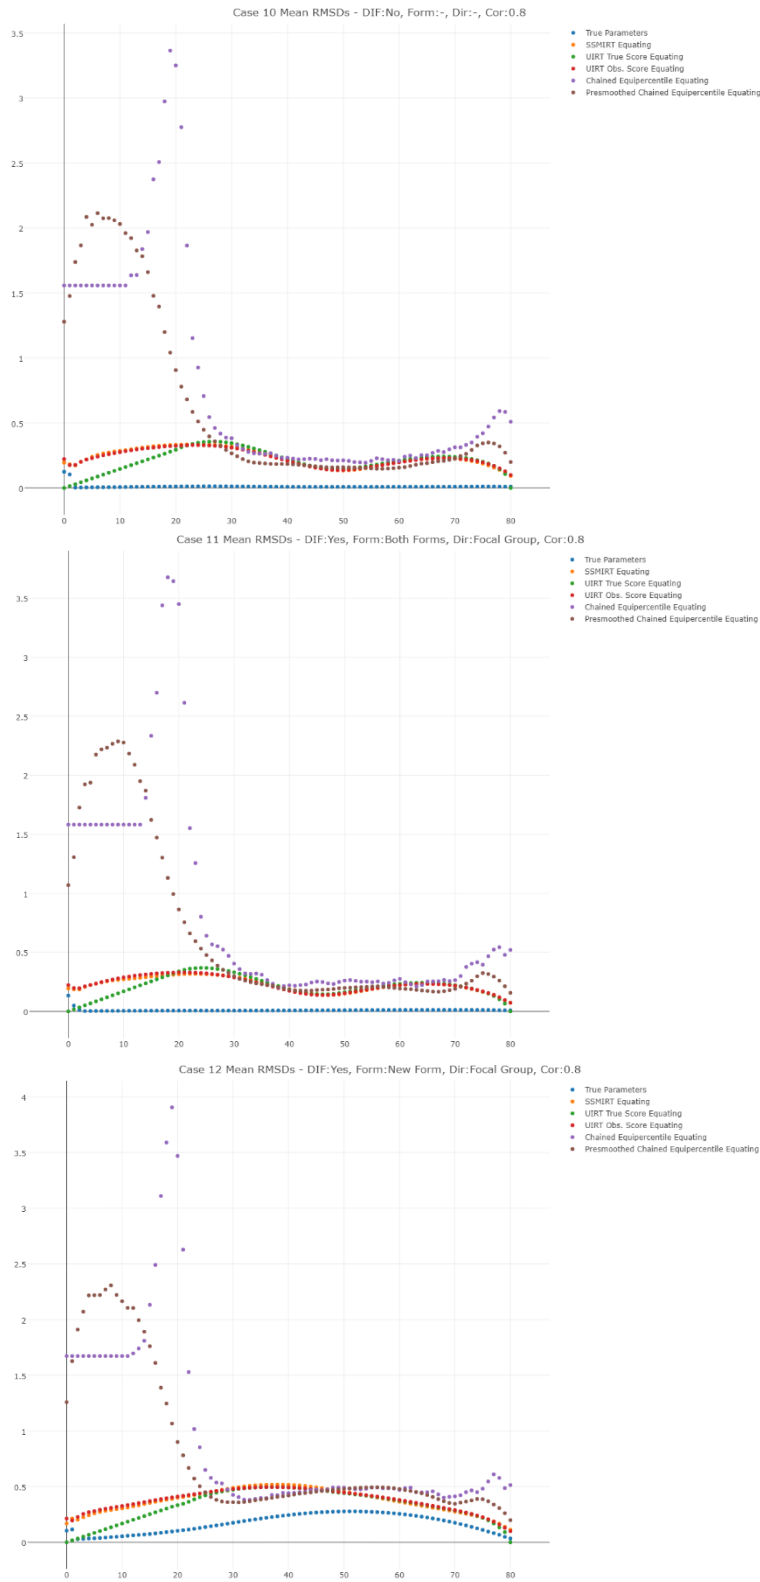 Case 10 Mean RMSDs - DIF:No, Form:-, Dir:-, Cor:0.8
True Parameters
SSMIRT Equating
UIRT True Score Equating
UIRT Obs. Score Equating
Chained Equipercentile Equating
Presmoothed Chained Equipercentile Equating
3.5
3
2.5
2
1.5
1
0.5
0
0 10 20 30 40 50 60 70 80
Case 11 Mean RMSDs - DIF:Yes, Form:Both Forms, Dir:Focal Group, Cor:0.8
True Parameters
SSMIRT Equating
UIRT True Score Equating
UIRT Obs. Score Equating
Chained Equipercentile Equating
Presmoothed Chained Equipercentile Equating
3.5
3
2.5
2
1.5
1
0.5
0
0 10 20 30 40 50 60 70 80
Case 12 Mean RMSDs - DIF:Yes, Form:New Form, Dir:Focal Group, Cor:0.8
True Parameters
SSMIRT Equating
UIRT True Score Equating
UIRT Obs. Score Equating
Chained Equipercentile Equating
Presmoothed Chained Equipercentile Equating
4
3.5
3
2.5
2
1.5
1
0.5
0
0 10 20 30 40 50 60 70 80